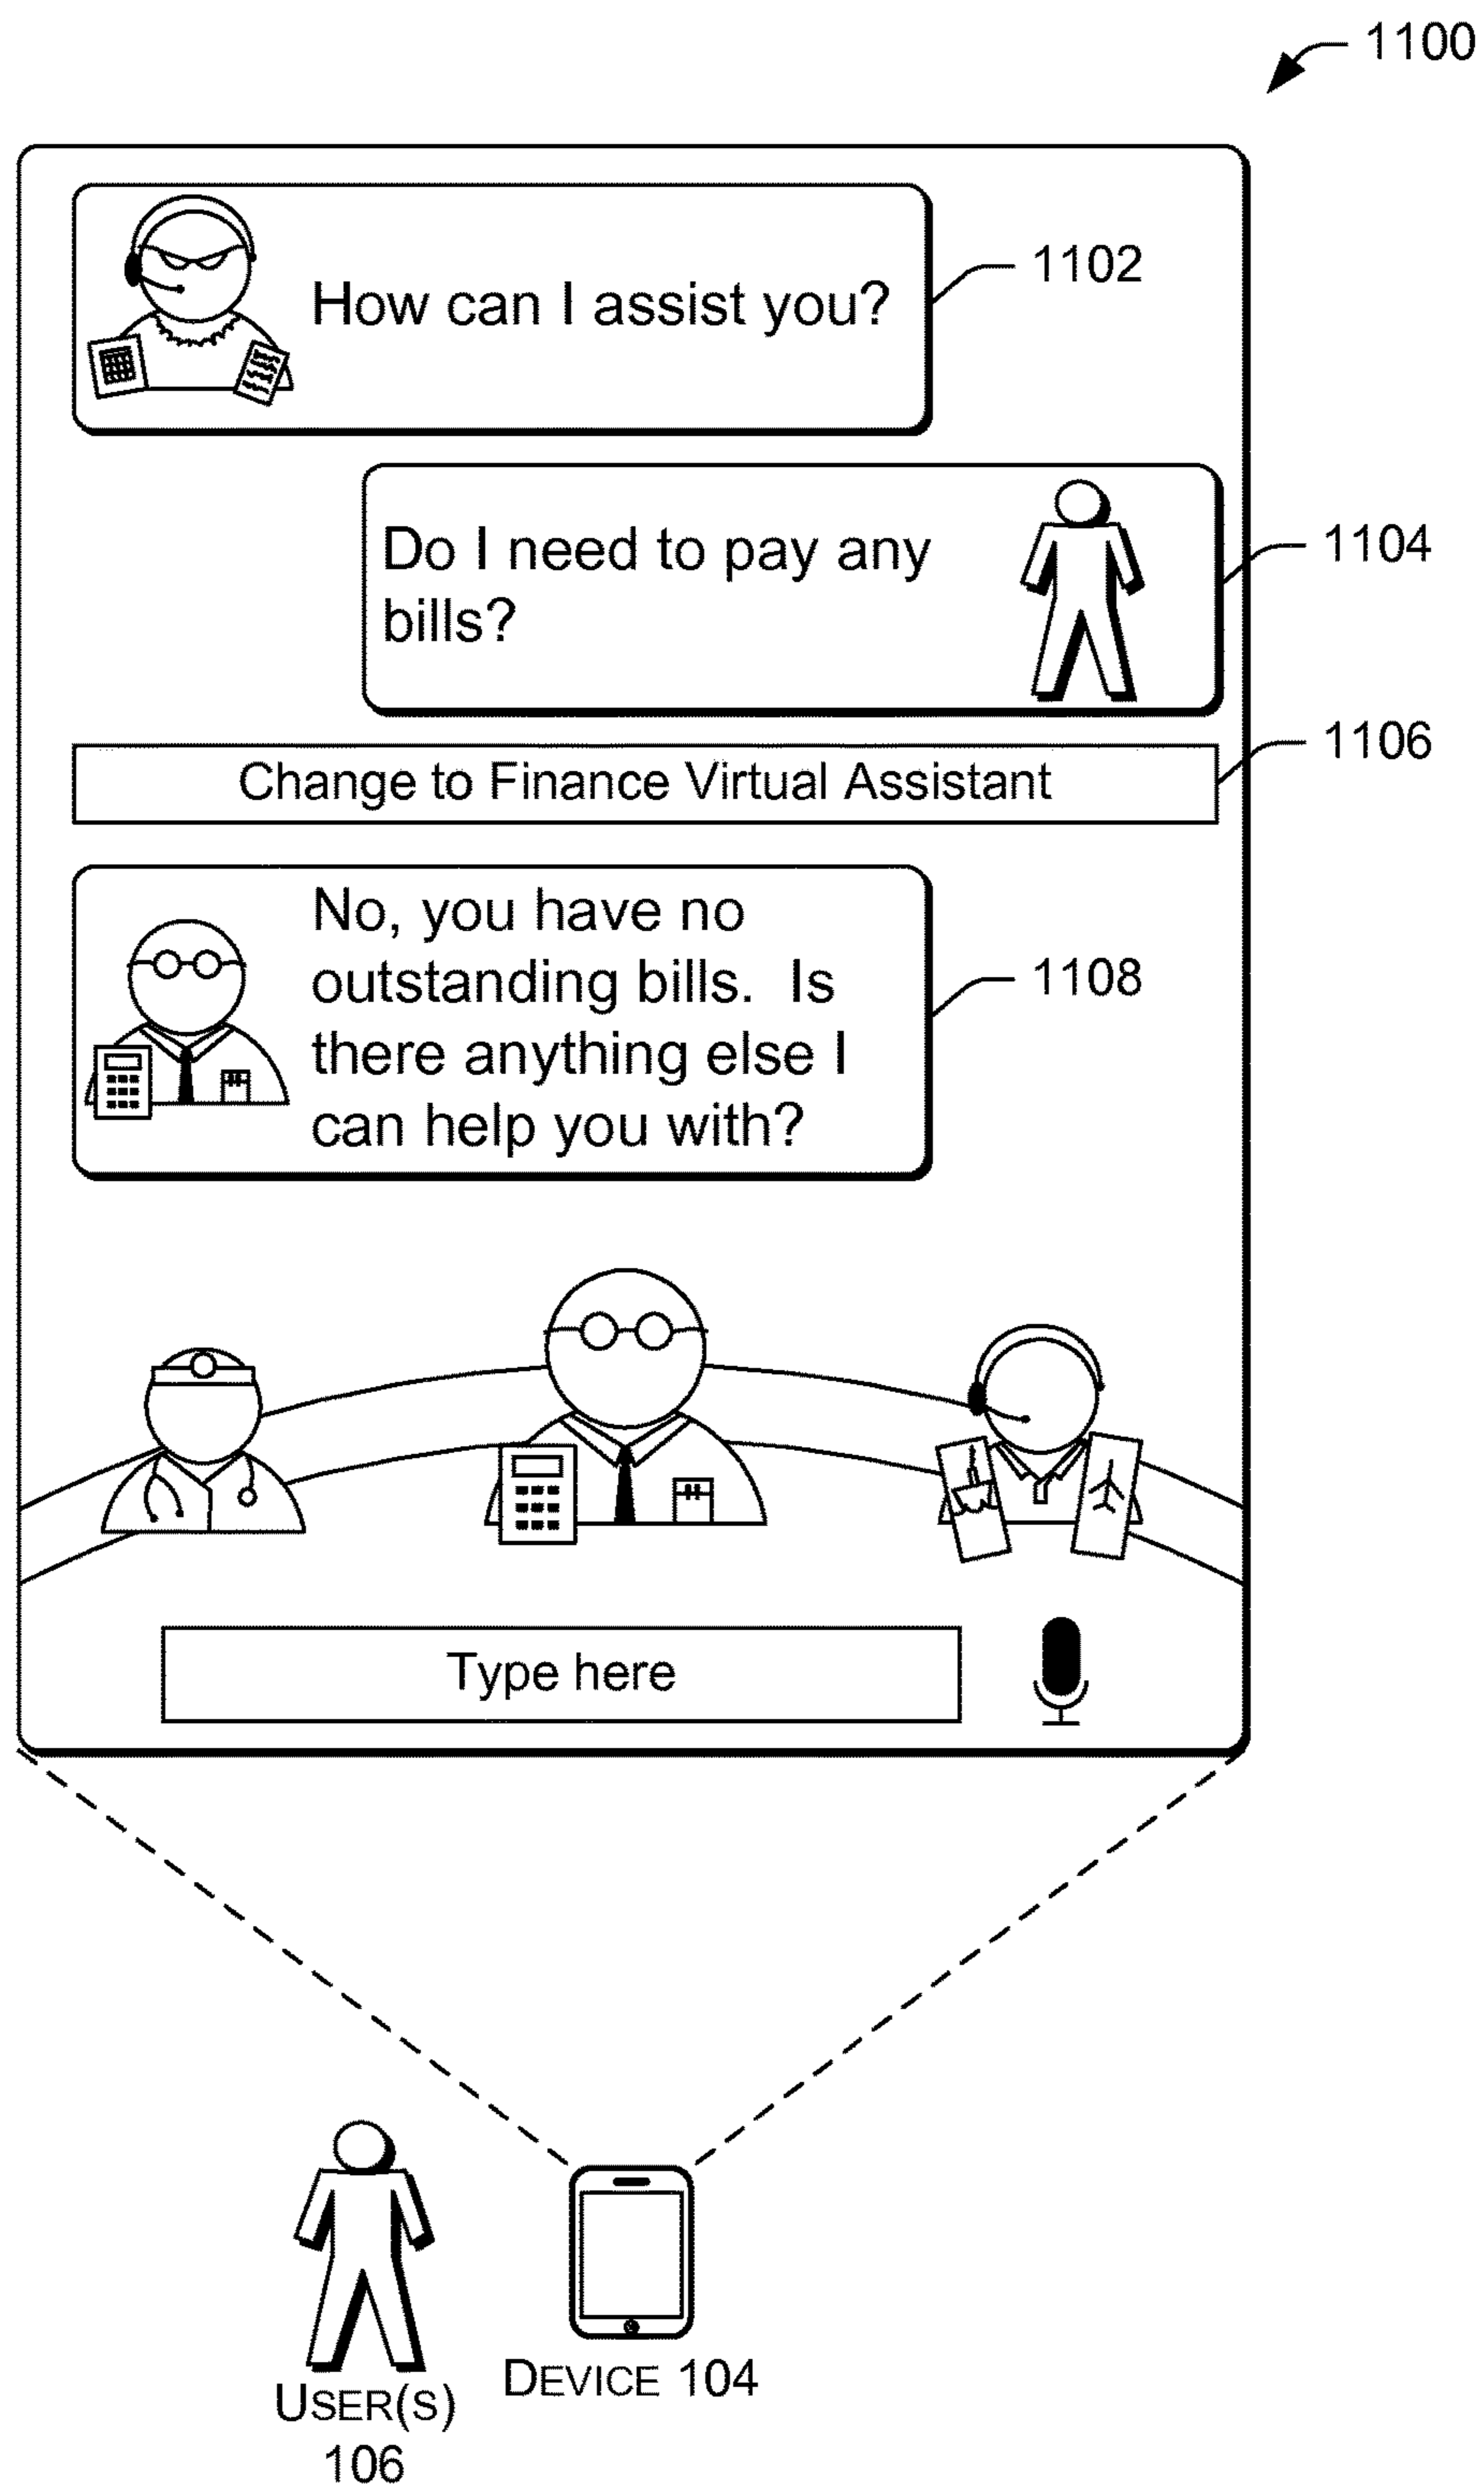 1100
How can I assist you?
1102
Do I need to pay any
bills?
1104
1106
Change to Finance Virtual Assistant
No, you have no
outstanding bills.  Is
there anything else I
can help you with?
1108
Type here
USER(S)
106
DEVICE 104